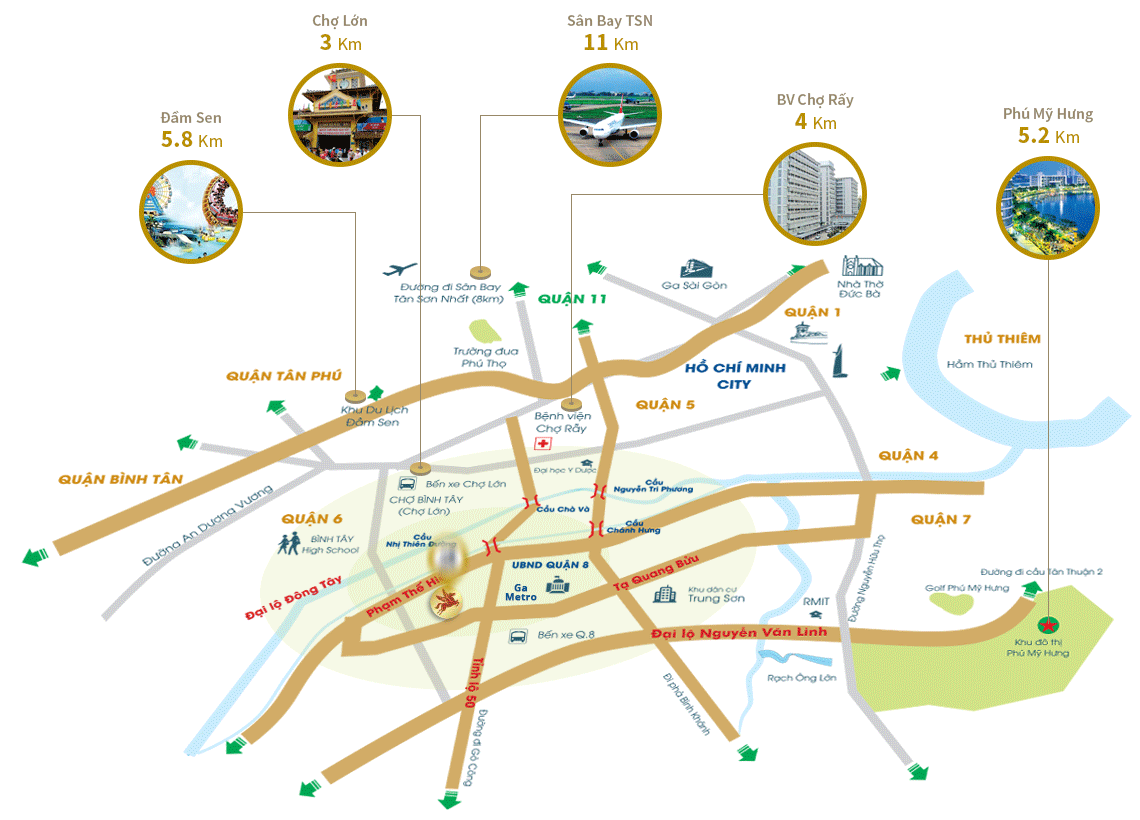 Chợ Lớn
3 Km
Sân Bay TSN
11 Km
BV Chợ Rẫy
4 Km
Phú Mỹ Hưng
5.2 Km
Đầm Sen
5.8 Km
Đường đi Sân Bay
Tân Sơn Nhất (8km)
QUẬN 11
Ga Sài Gòn
Nhà Thờ
Đức Bà
QUẬN 1
THỦ THIÊM
Hầm Thủ Thiêm
Trường đua
Phú Thọ
HỒ CHÍ MINH
CITY
QUẬN TÂN PHÚ
Khu Du Lịch
Đầm Sen
QUẬN 5
Bệnh viện
Chợ Rẫy
QUẬN BÌNH TÂN
QUẬN 4
Đại học Y Dược
Bến xe Chợ Lớn
CHỢ BÌNH TÂY
(Chợ Lớn)
Cầu
Nguyễn Tri Phương
Cầu Chà Và
Cầu
Chánh Hưng
QUẬN 7
QUẬN 6
Đường An Dương Vương
BÌNH TÂY
High School
Cầu
Nhị Thiên Đường
UBND QUẬN 8
Ga
Metro
Đại lộ Đông Tây
Phạm Thế Hi
Tạ Quang Bửu
Khu dân cư
Trung Sơn
RMIT
Đường Nguyễn Hữu Thọ
Đường đi cầu Tân Thuận 2
Golf Phú Mỹ Hưng
Bến xe Q.8
Đại lộ Nguyễn Văn Linh
Khu đô thị
Phú Mỹ Hưng
Tỉnh lộ 50
Rạch Ông Lớn
Đi phà Bình Khánh
Đường đi Gò Công